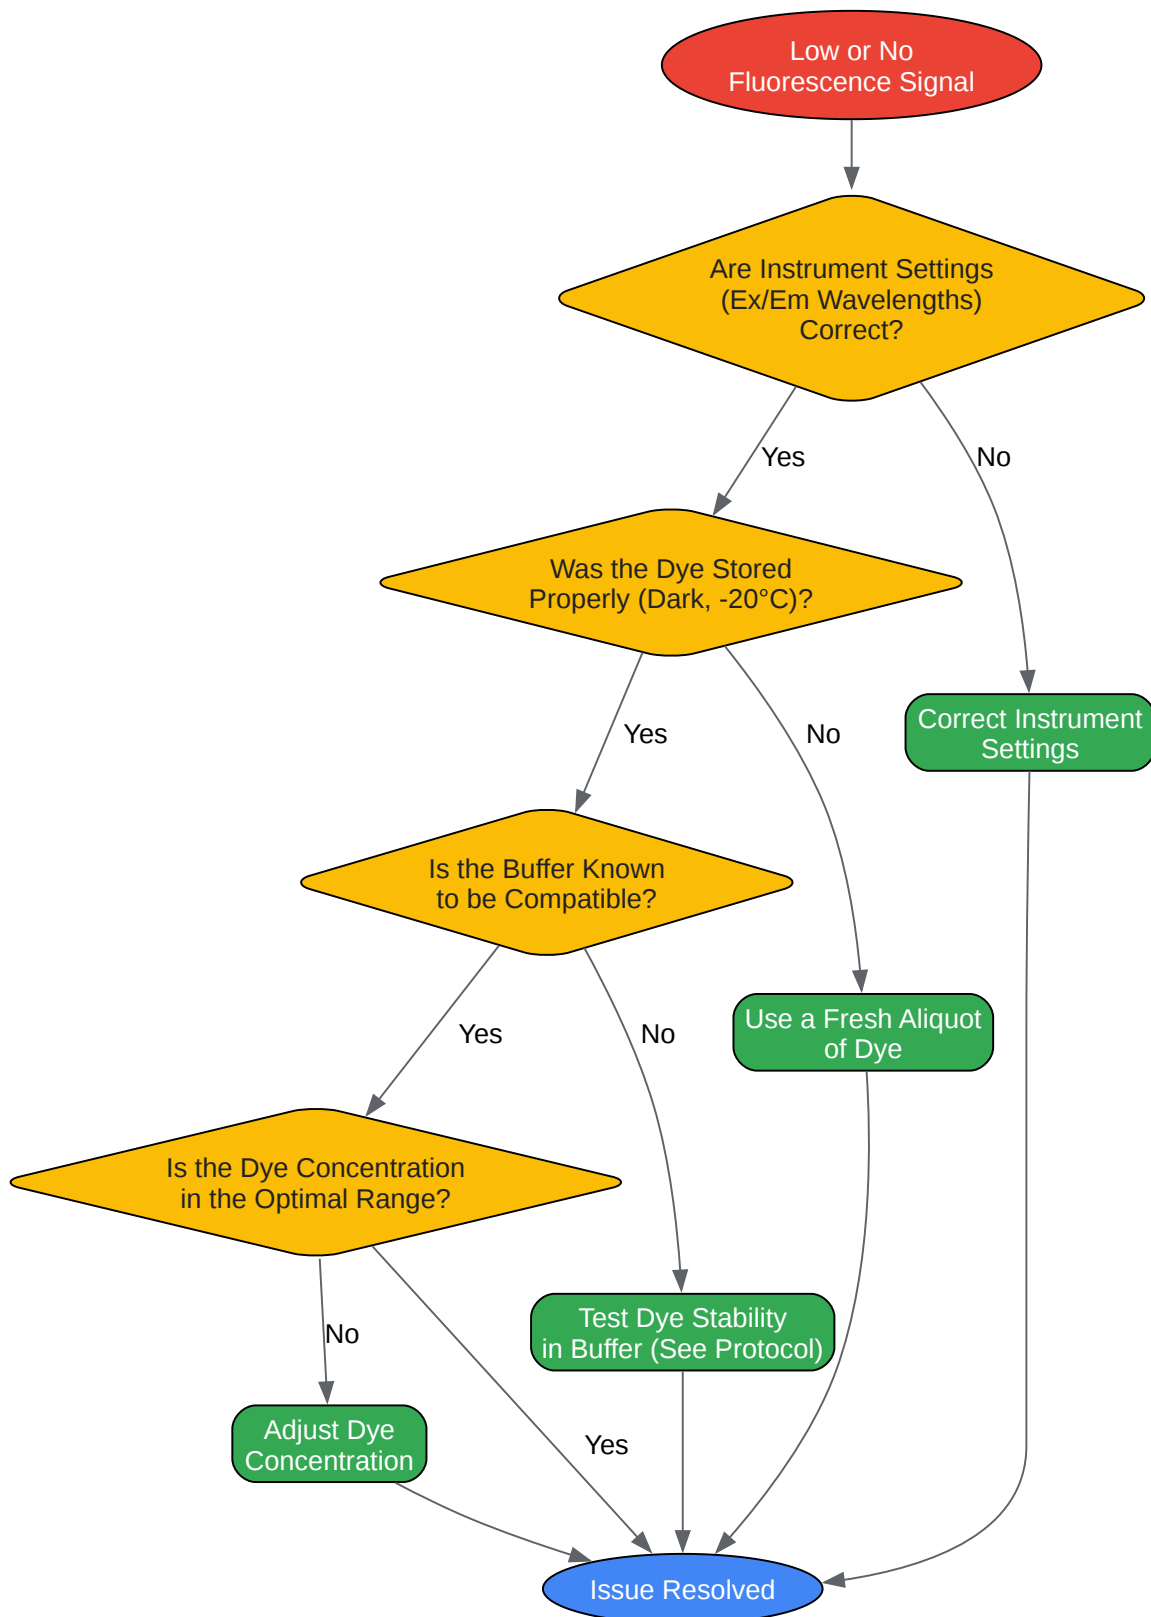 Low or No
Fluorescence Signal
Are Instrument Settings
(Ex/Em Wavelengths)
Correct?
Yes
No
Was the Dye Stored
Properly (Dark, -20°C)?
Yes
No
Correct Instrument
Settings
Is the Buffer Known
to be Compatible?
Yes
No
Use a Fresh Aliquot
of Dye
Is the Dye Concentration
in the Optimal Range?
No
Yes
Test Dye Stability
in Buffer (See Protocol)
Adjust Dye
Concentration
Issue Resolved